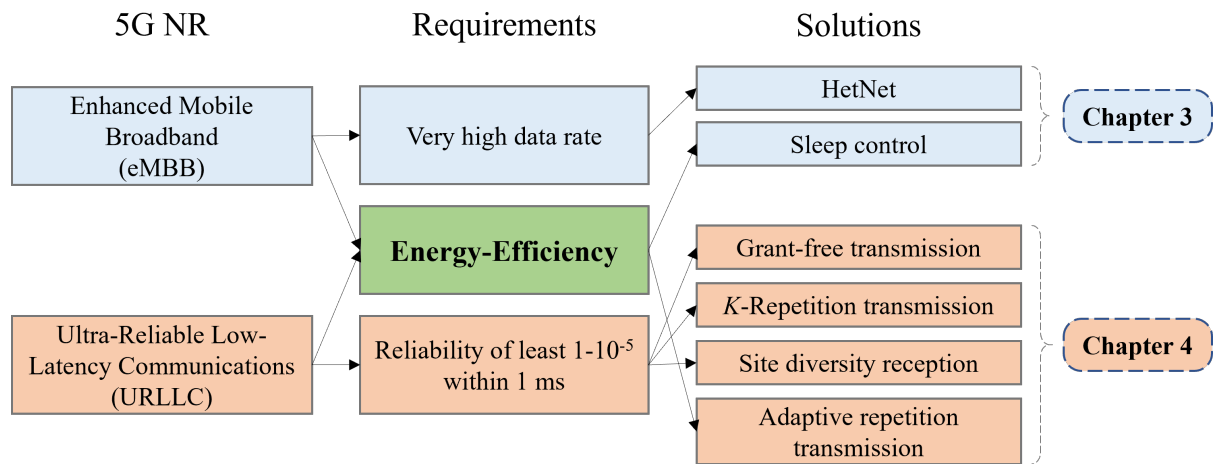 5G NR
Requirements
Solutions
Enhanced Mobile
Broadband
(eMBB)
Very high data rate
HetNet
Sleep control
Chapter 3
Energy-Efficiency
Ultra-Reliable Low-
Latency Communications
(URLLC)
Reliability of least 1-10⁻⁵
within 1 ms
Grant-free transmission
K-Repetition transmission
Site diversity reception
Adaptive repetition
transmission
Chapter 4